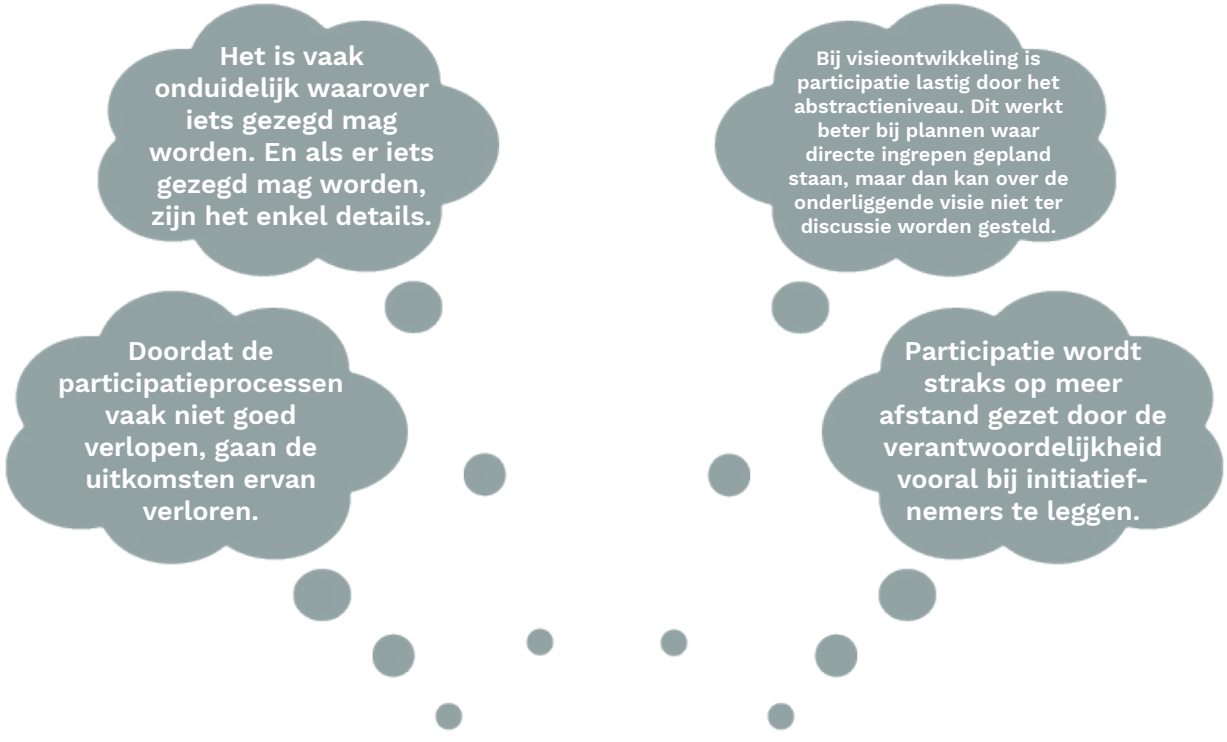 Het is vaak
onduidelijk waarover
iets gezegd mag
worden. En als er iets
gezegd mag worden,
zijn het enkel details.
Bij visieontwikkeling is
participatie lastig door het
abstractieniveau. Dit werkt
beter bij plannen waar
directe ingrepen gepland
staan, maar dan kan over de
onderliggende visie niet ter
discussie worden gesteld.
Doordat de
participatieprocessen
vaak niet goed
verlopen, gaan de
uitkomsten ervan
verloren.
Participatie wordt
straks op meer
afstand gezet door de
verantwoordelijkheid
vooral bij initiatief-
nemers te leggen.